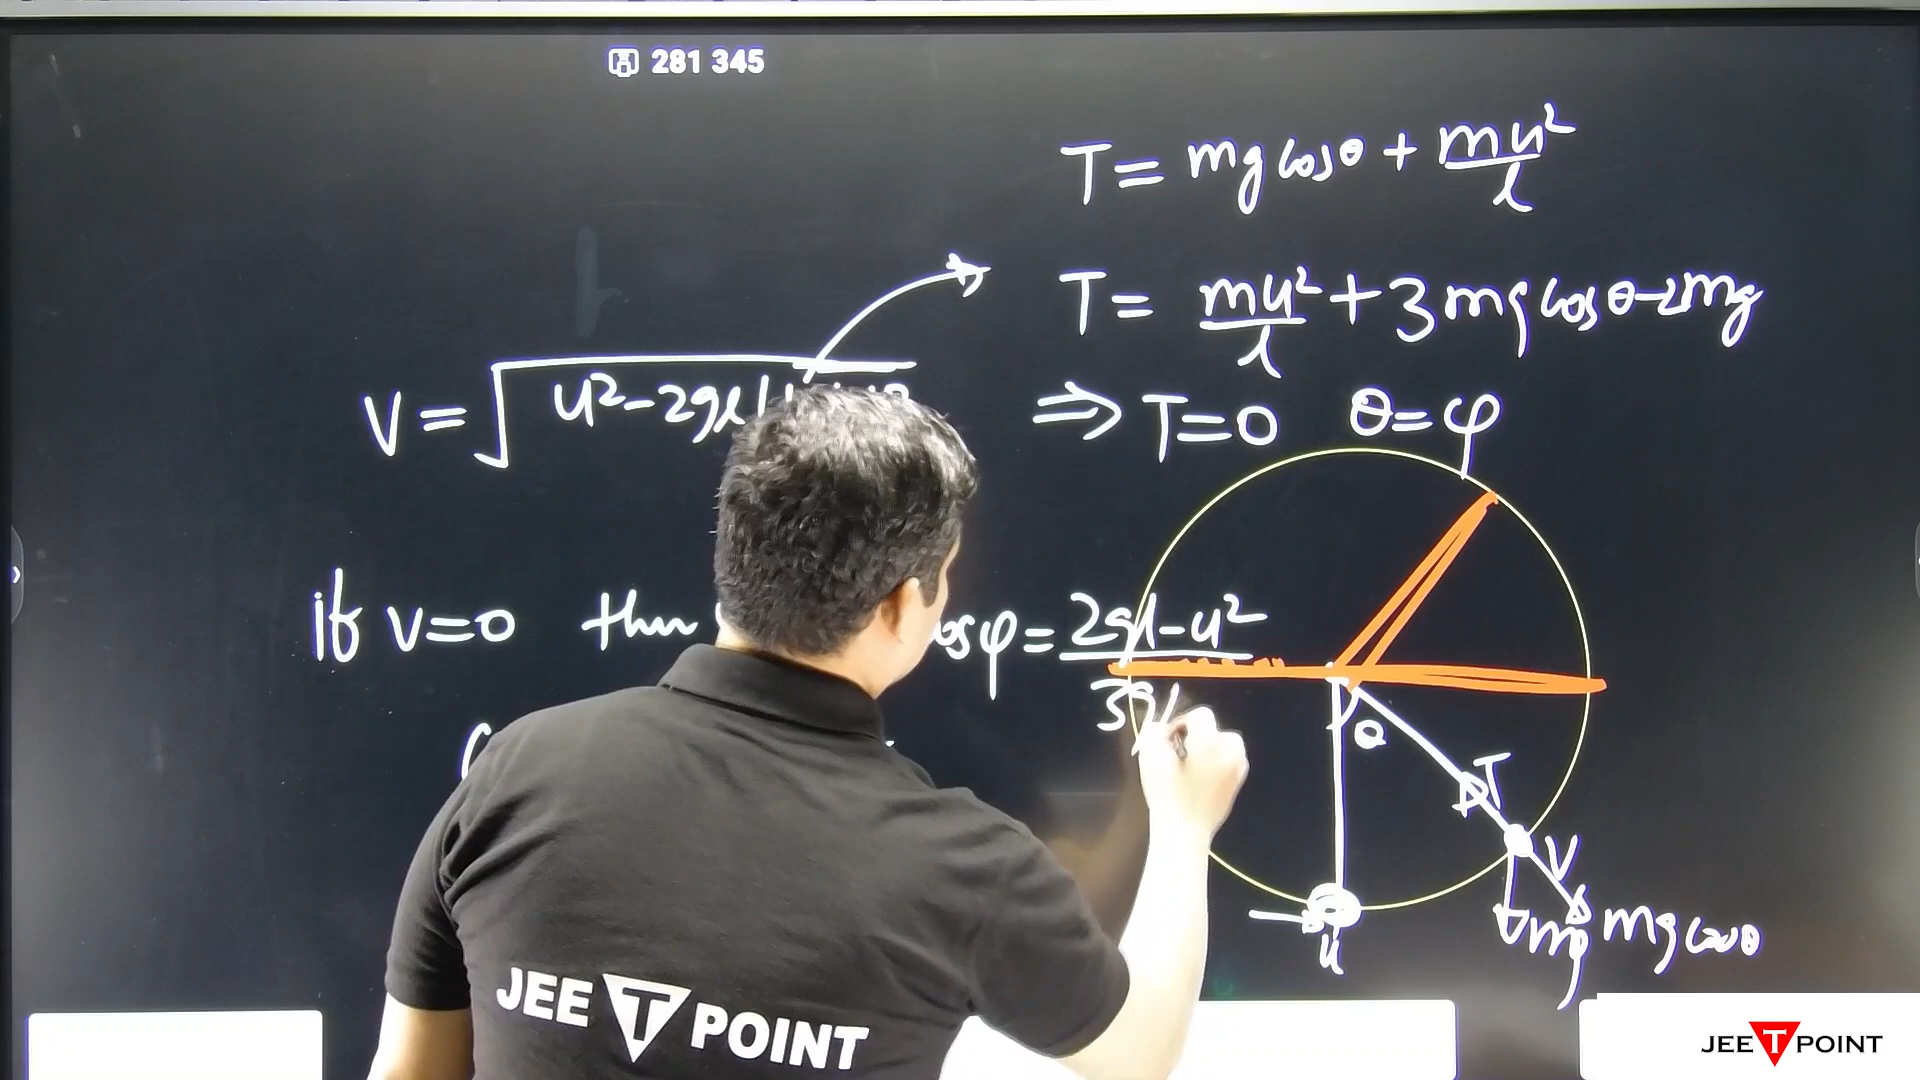 281 345
T = mg cosθ + mu²/l
T = mu²/l + 3mg cosθ - 2mg
V = √u² - 2gl
⇒ T = 0 θ = φ
If V = 0 then
cosφ = 2gl - u² / 3gl
θ
T
V
mg
mg cosθ
u
JEE T POINT
JEE T POINT